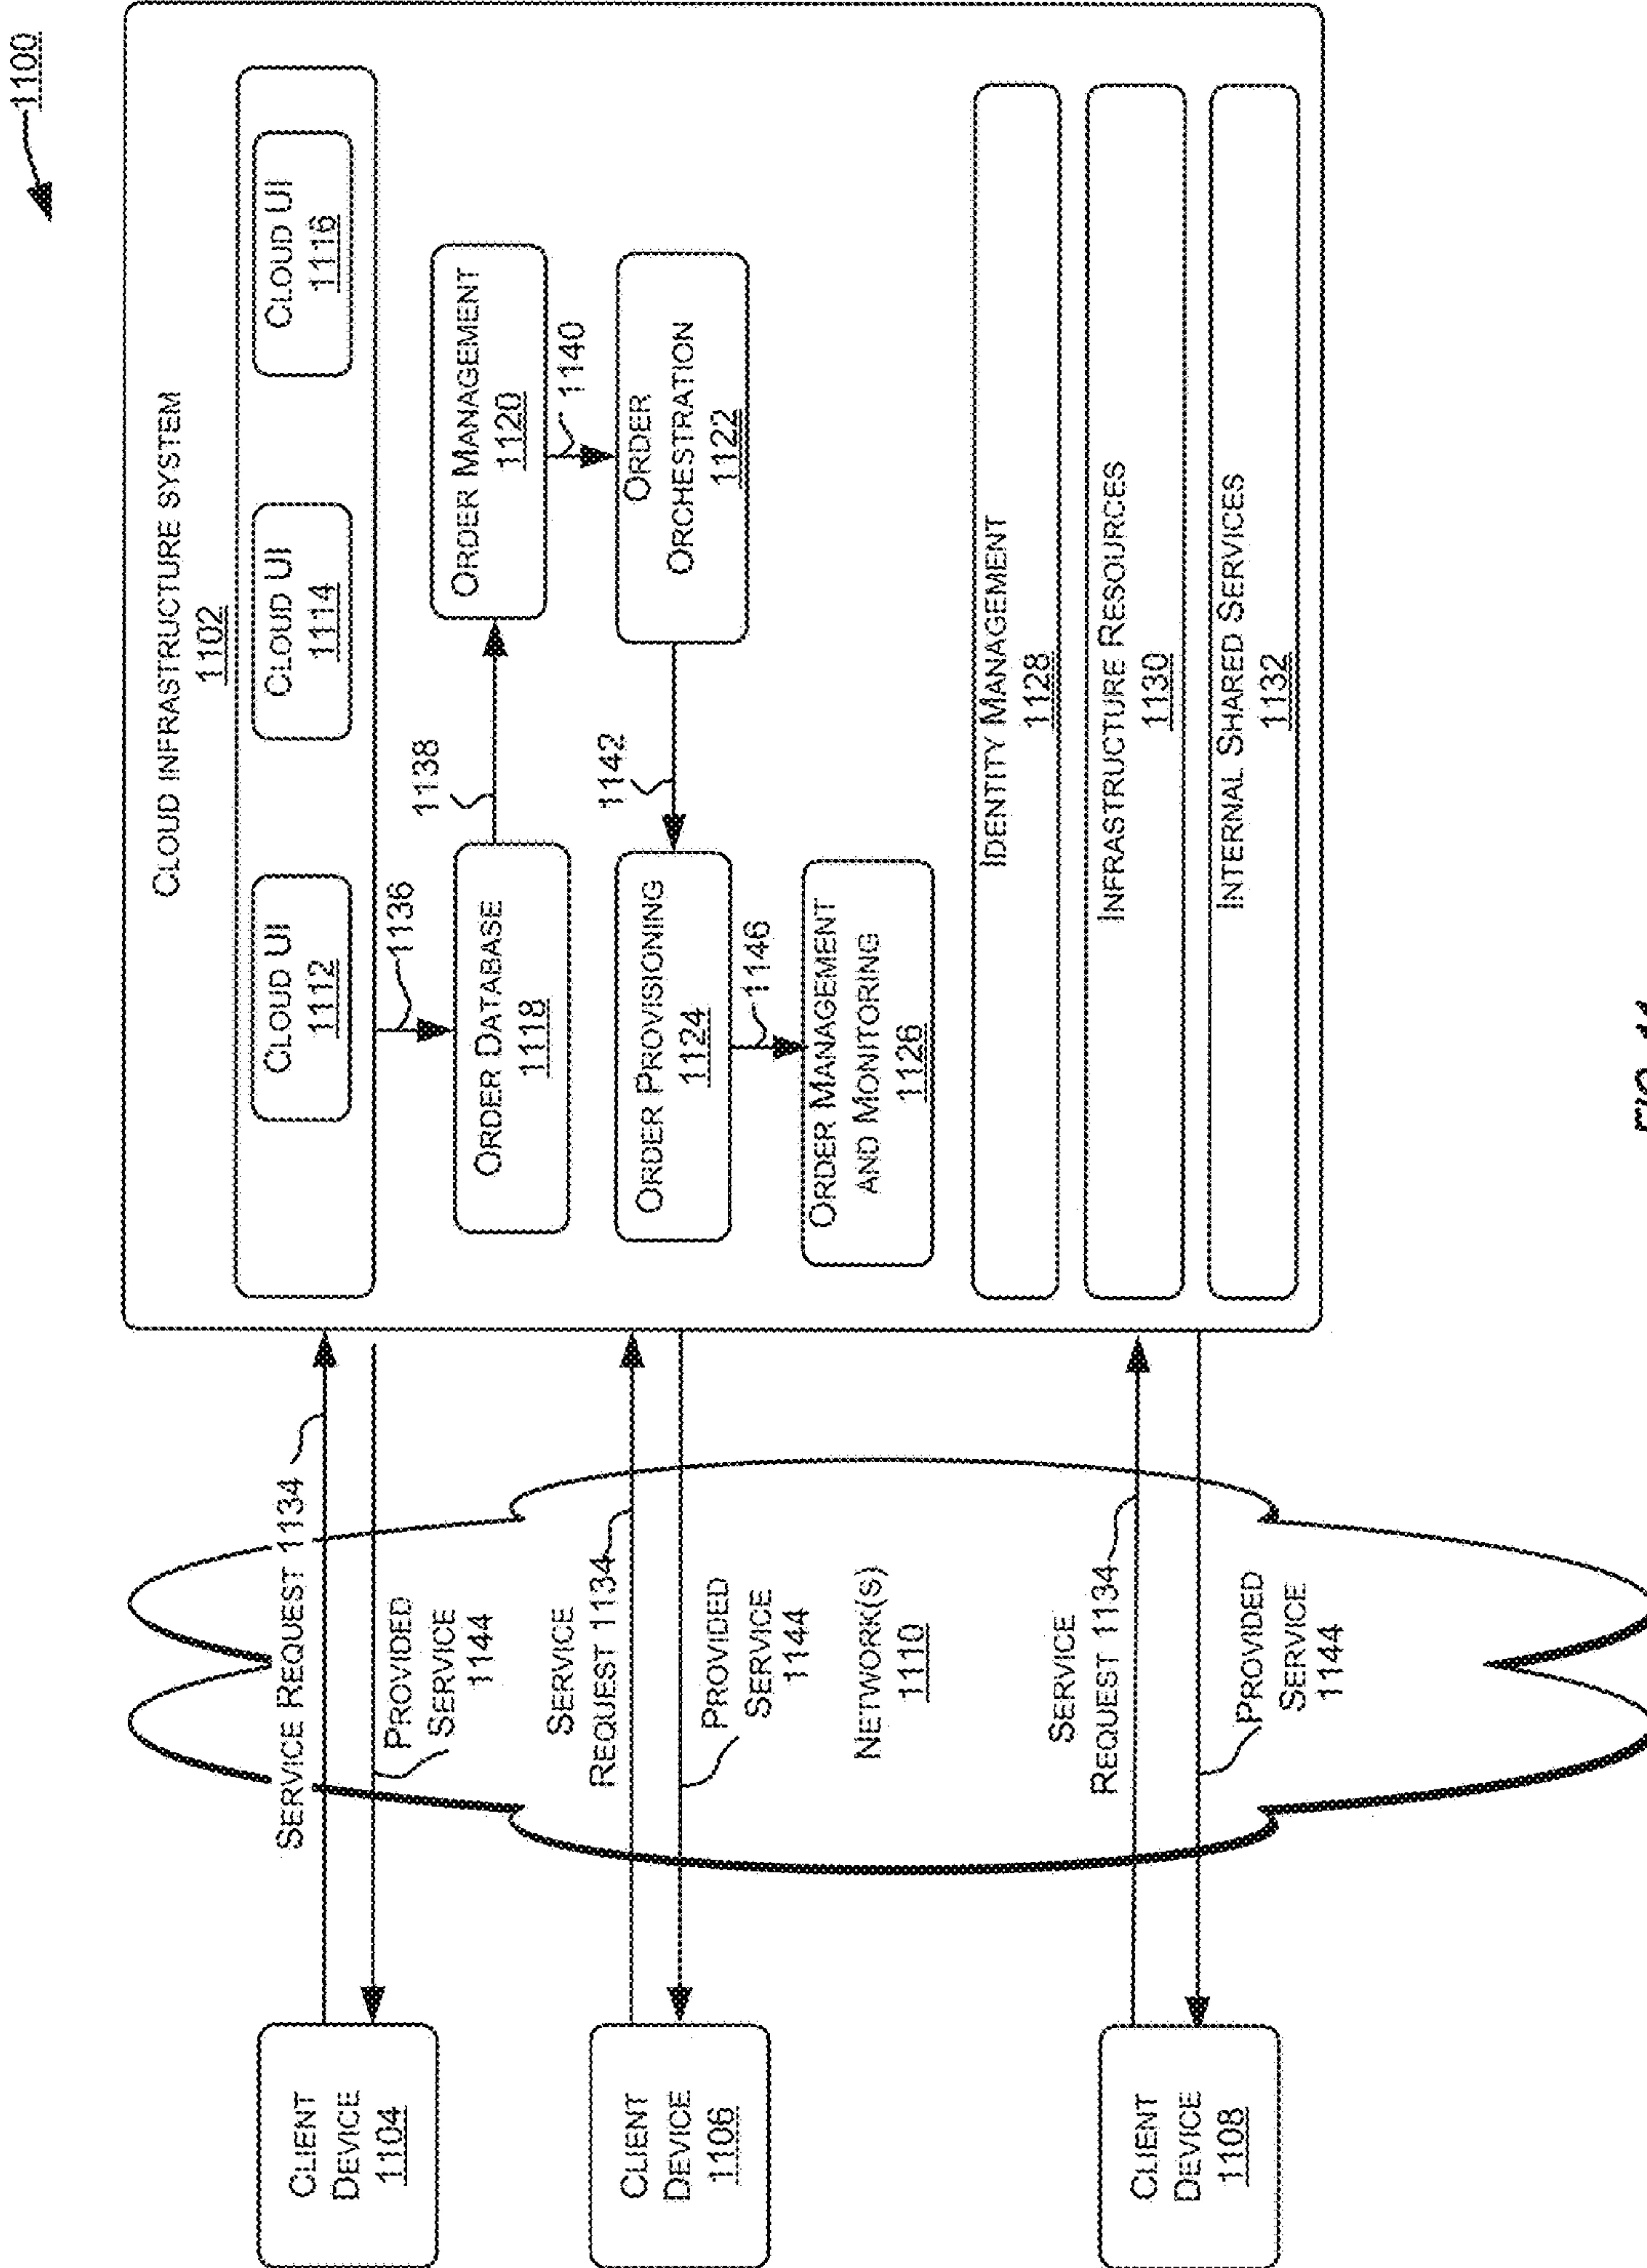 1100
CLOUD INFRASTRUCTURE SYSTEM
1102
CLOUD UI
1112
CLOUD UI
1114
CLOUD UI
1116
1136
ORDER DATABASE
1118
1138
ORDER MANAGEMENT
1120
1140
ORDER
ORCHESTRATION
1122
1142
ORDER PROVISIONING
1124
1146
ORDER MANAGEMENT
AND MONITORING
1126
IDENTITY MANAGEMENT
1128
INFRASTRUCTURE RESOURCES
1130
INTERNAL SHARED SERVICES
1132
CLIENT
DEVICE
1104
SERVICE REQUEST 1134
PROVIDED
SERVICE
1144
CLIENT
DEVICE
1106
SERVICE
REQUEST 1134
PROVIDED
SERVICE
1144
NETWORK(S)
1110
CLIENT
DEVICE
1108
SERVICE
REQUEST 1134
PROVIDED
SERVICE
1144